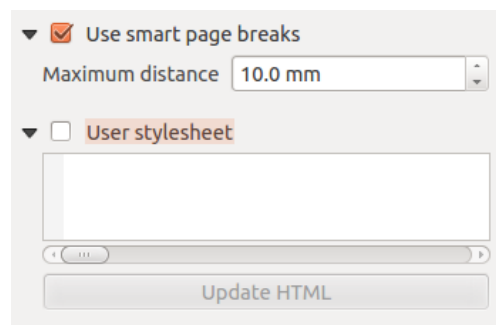 Use smart page breaks
Maximum distance 10.0 mm
User stylesheet
Update HTML